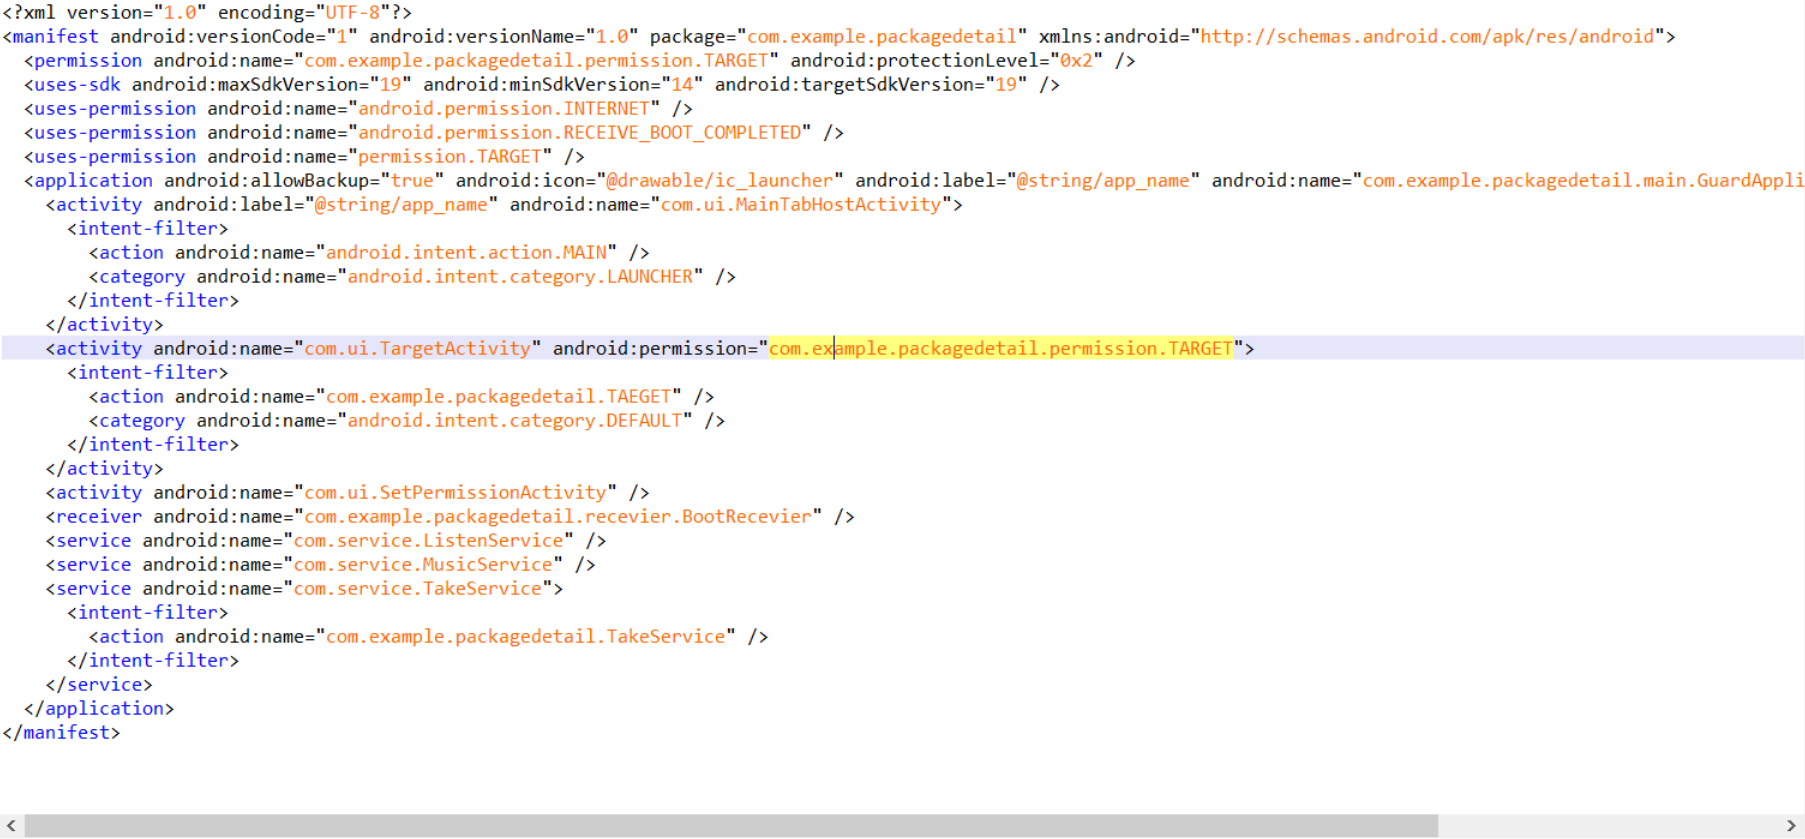 <?xml version="1.0" encoding="UTF-8"?>
<manifest android:versionCode="1" android:versionName="1.0" package="com.example.packagedetail" xmlns:android="http://schemas.android.com/apk/res/android">
<permission android:name="com.example.packagedetail.permission.TARGET" android:protectionLevel="0x2" />
<uses-sdk android:maxSdkVersion="19" android:minSdkVersion="14" android:targetSdkVersion="19" />
<uses-permission android:name="android.permission.INTERNET" />
<uses-permission android:name="android.permission.RECEIVE_BOOT_COMPLETED" />
<uses-permission android:name="permission.TARGET" />
<application android:allowBackup="true" android:icon="@drawable/ic_launcher" android:label="@string/app_name" android:name="com.example.packagedetail.main.GuardAppli
<activity android:label="@string/app_name" android:name="com.ui.MainTabHostActivity">
<intent-filter>
<action android:name="android.intent.action.MAIN" />
<category android:name="android.intent.category.LAUNCHER" />
</intent-filter>
</activity>
<activity android:name="com.ui.TargetActivity" android:permission="com.example.packagedetail.permission.TARGET">
<intent-filter>
<action android:name="com.example.packagedetail.TAEGET" />
<category android:name="android.intent.category.DEFAULT" />
</intent-filter>
</activity>
<activity android:name="com.ui.SetPermissionActivity" />
<receiver android:name="com.example.packagedetail.recevier.BootRecevier" />
<service android:name="com.service.ListenService" />
<service android:name="com.service.MusicService" />
<service android:name="com.service.TakeService">
<intent-filter>
<action android:name="com.example.packagedetail.TakeService" />
</intent-filter>
</service>
</application>
</manifest>